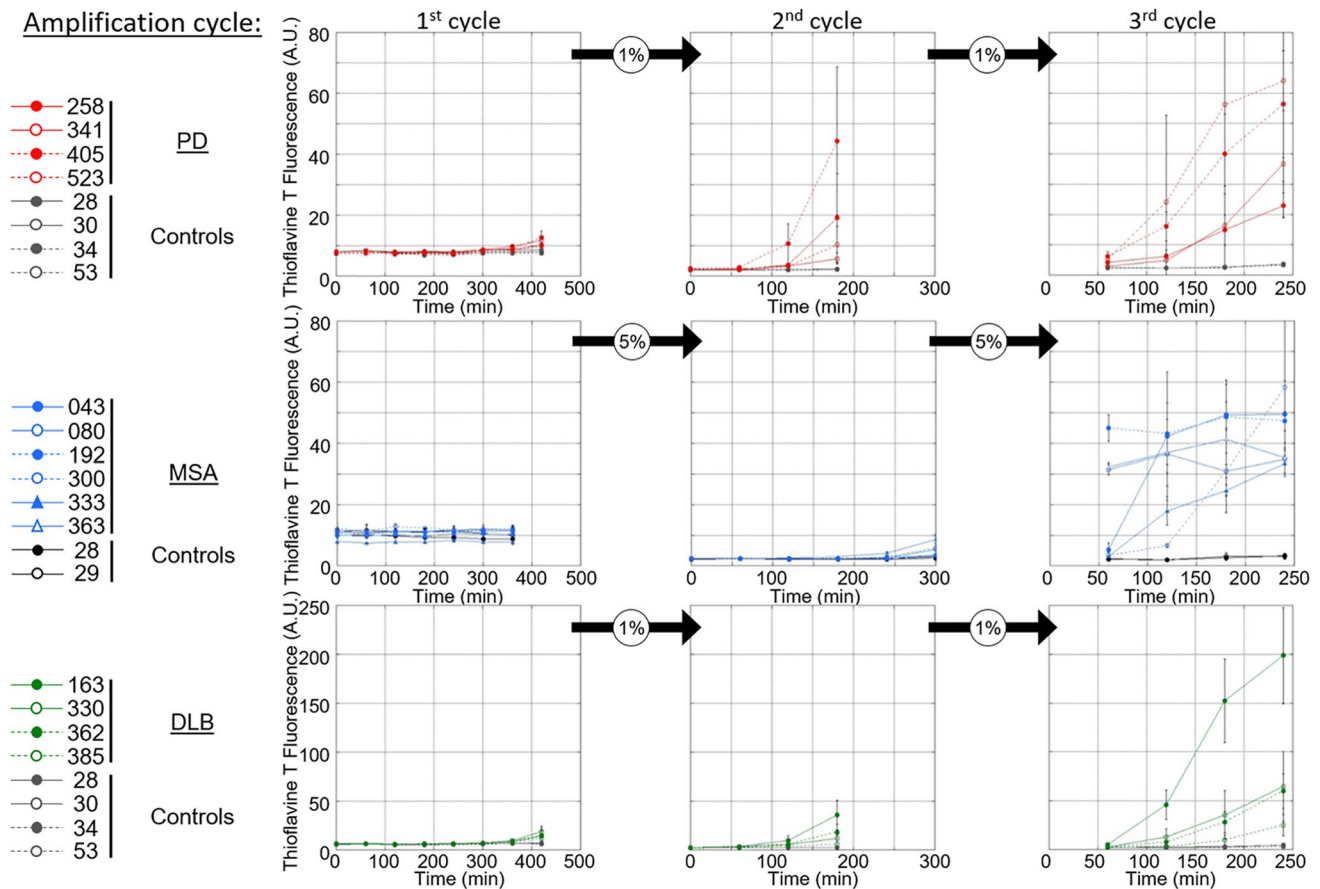 Amplification cycle:
1st cycle
2nd cycle
3rd cycle
1%
1%
258
341
405
523
PD
28
30
34
53
Controls
Thioflavine T Fluorescence (A.U.)
80
60
40
20
0
0 100 200 300 400 500
Time (min)
0 100 200 300
Time (min)
0 50 100 150 200 250
Time (min)
5%
5%
043
080
192
300
333
363
MSA
28
29
Controls
Thioflavine T Fluorescence (A.U.)
80
60
40
20
0
0 100 200 300 400 500
Time (min)
0 100 200 300
Time (min)
0 50 100 150 200 250
Time (min)
1%
1%
163
330
362
385
DLB
28
30
34
53
Controls
Thioflavine T Fluorescence (A.U.)
250
200
150
100
50
0
0 100 200 300 400 500
Time (min)
0 100 200 300
Time (min)
0 50 100 150 200 250
Time (min)